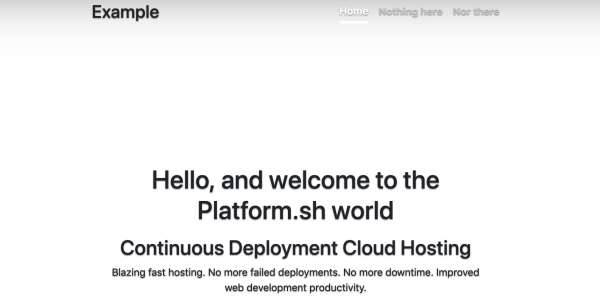 Example
Home Nothing here Nor there
Hello, and welcome to the
Platform.sh world
Continuous Deployment Cloud Hosting
Blazing fast hosting. No more failed deployments. No more downtime. Improved
web development productivity.